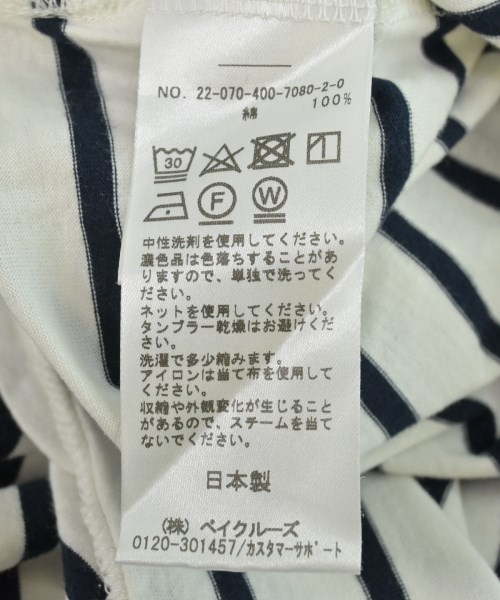 NO. 22-070-400-7080-2-0
100%
綿
30
F
W
中性洗剤を使用してください。
濃色品は色落ちすることがあ
りますので、単独で洗ってく
ださい。
ネットを使用してください。
タンブラー乾燥はお避けくだ
さい。
洗濯で多少縮みます。
アイロンは当て布を使用して
ください。
収縮や外観変化が生じること
があるので、スチームを当て
ないでください。
日本製
(株) ベイクルーズ
0120-301457/カスタマーサポート